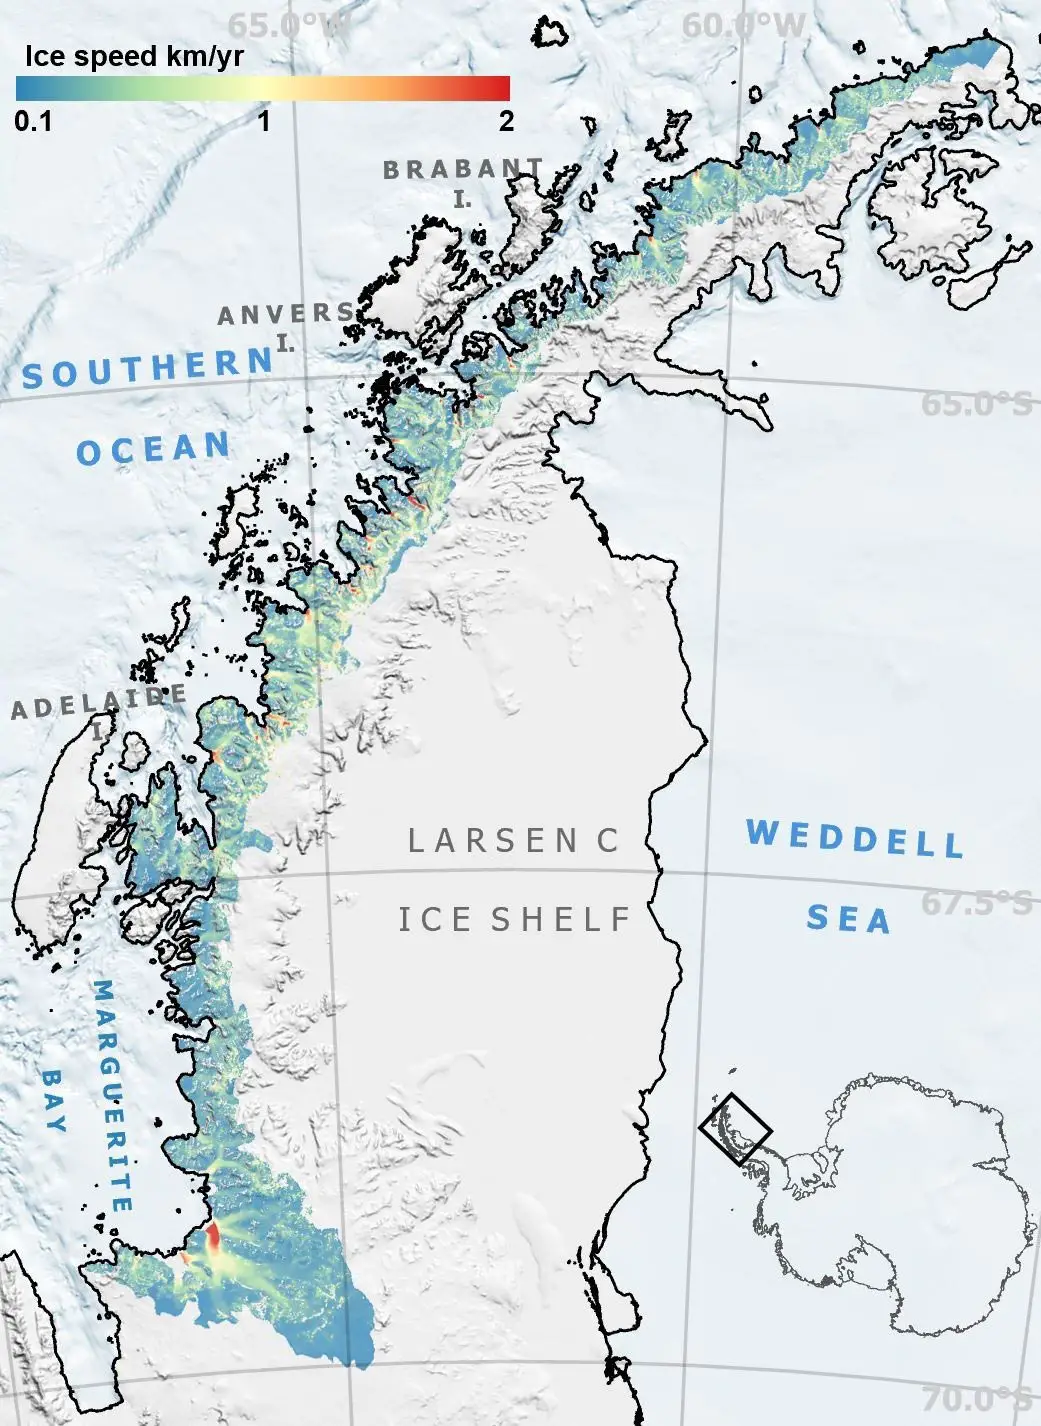 65.0°W
60.0°W
Ice speed km/yr
0.1 1 2
BRABANT
I.
ANVERS
I.
SOUTHERN
OCEAN
65.0°S
ADELAIDE
I.
LARSEN C
ICE SHELF
WEDDELL
SEA
67.5°S
MARGUERITE
BAY
70.0°S